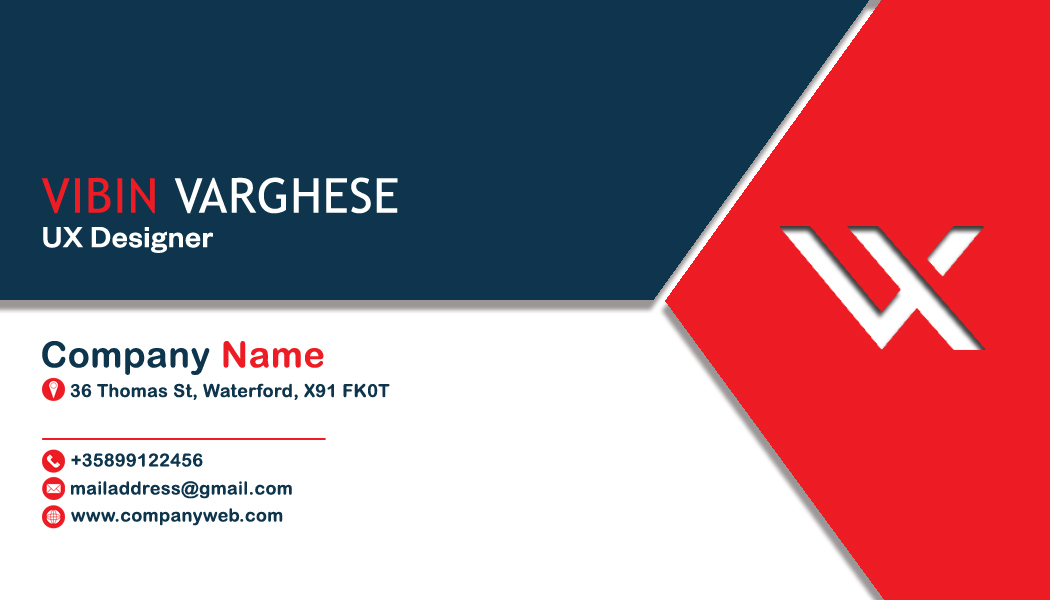 VIBIN VARGHESE
UX Designer
VX
Company Name
36 Thomas St, Waterford, X91 FK0T
+35899122456
mailaddress@gmail.com
www.companyweb.com